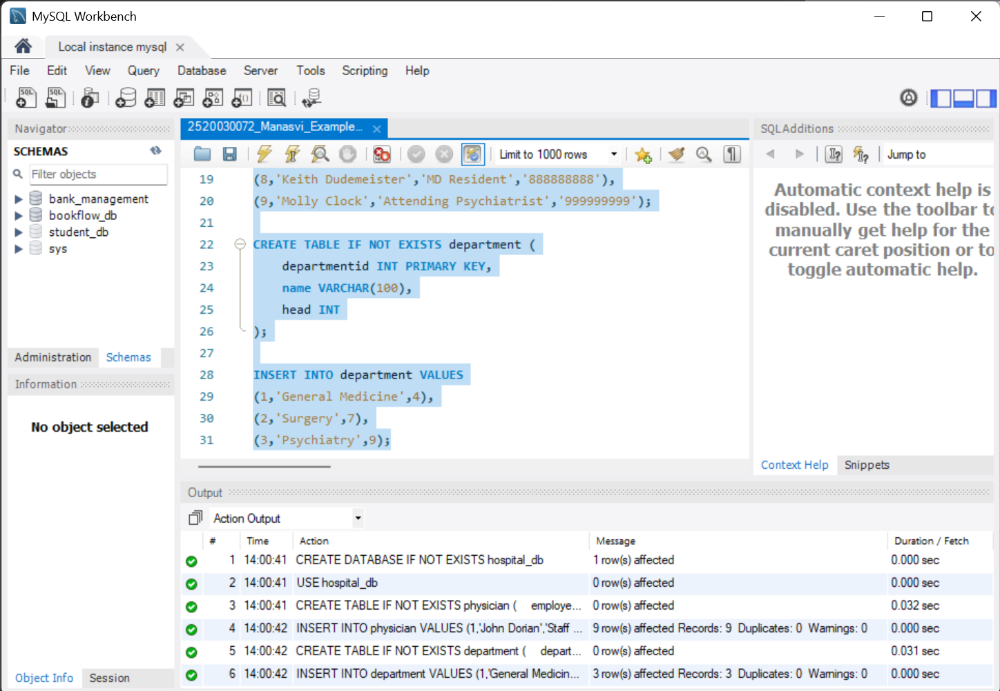 MySQL Workbench
Local instance mysql
File Edit View Query Database Server Tools Scripting Help
SQL SQL
Navigator
SCHEMAS
Filter objects
bank_management
bookflow_db
student_db
sys
Administration Schemas
Information
No object selected
Object Info Session
2520030072_Manasvi_Example...
Limit to 1000 rows
19 (8,'Keith Dudemeister','MD Resident','888888888'),
20 (9,'Molly Clock','Attending Psychiatrist','999999999');
21
22 CREATE TABLE IF NOT EXISTS department (
23 departmentid INT PRIMARY KEY,
24 name VARCHAR(100),
25 head INT
26 );
27
28 INSERT INTO department VALUES
29 (1,'General Medicine',4),
30 (2,'Surgery',7),
31 (3,'Psychiatry',9);
SQLAdditions
Jump to
Automatic context help is
disabled. Use the toolbar to
manually get help for the
current caret position or to
toggle automatic help.
Context Help Snippets
Output
Action Output
# Time Action Message Duration / Fetch
1 14:00:41 CREATE DATABASE IF NOT EXISTS hospital_db 1 row(s) affected 0.000 sec
2 14:00:41 USE hospital_db 0 row(s) affected 0.000 sec
3 14:00:41 CREATE TABLE IF NOT EXISTS physician ( employe... 0 row(s) affected 0.032 sec
4 14:00:42 INSERT INTO physician VALUES (1,'John Dorian','Staff ... 9 row(s) affected Records: 9 Duplicates: 0 Warnings: 0 0.000 sec
5 14:00:42 CREATE TABLE IF NOT EXISTS department ( depart... 0 row(s) affected 0.031 sec
6 14:00:42 INSERT INTO department VALUES (1,'General Medicin... 3 row(s) affected Records: 3 Duplicates: 0 Warnings: 0 0.000 sec